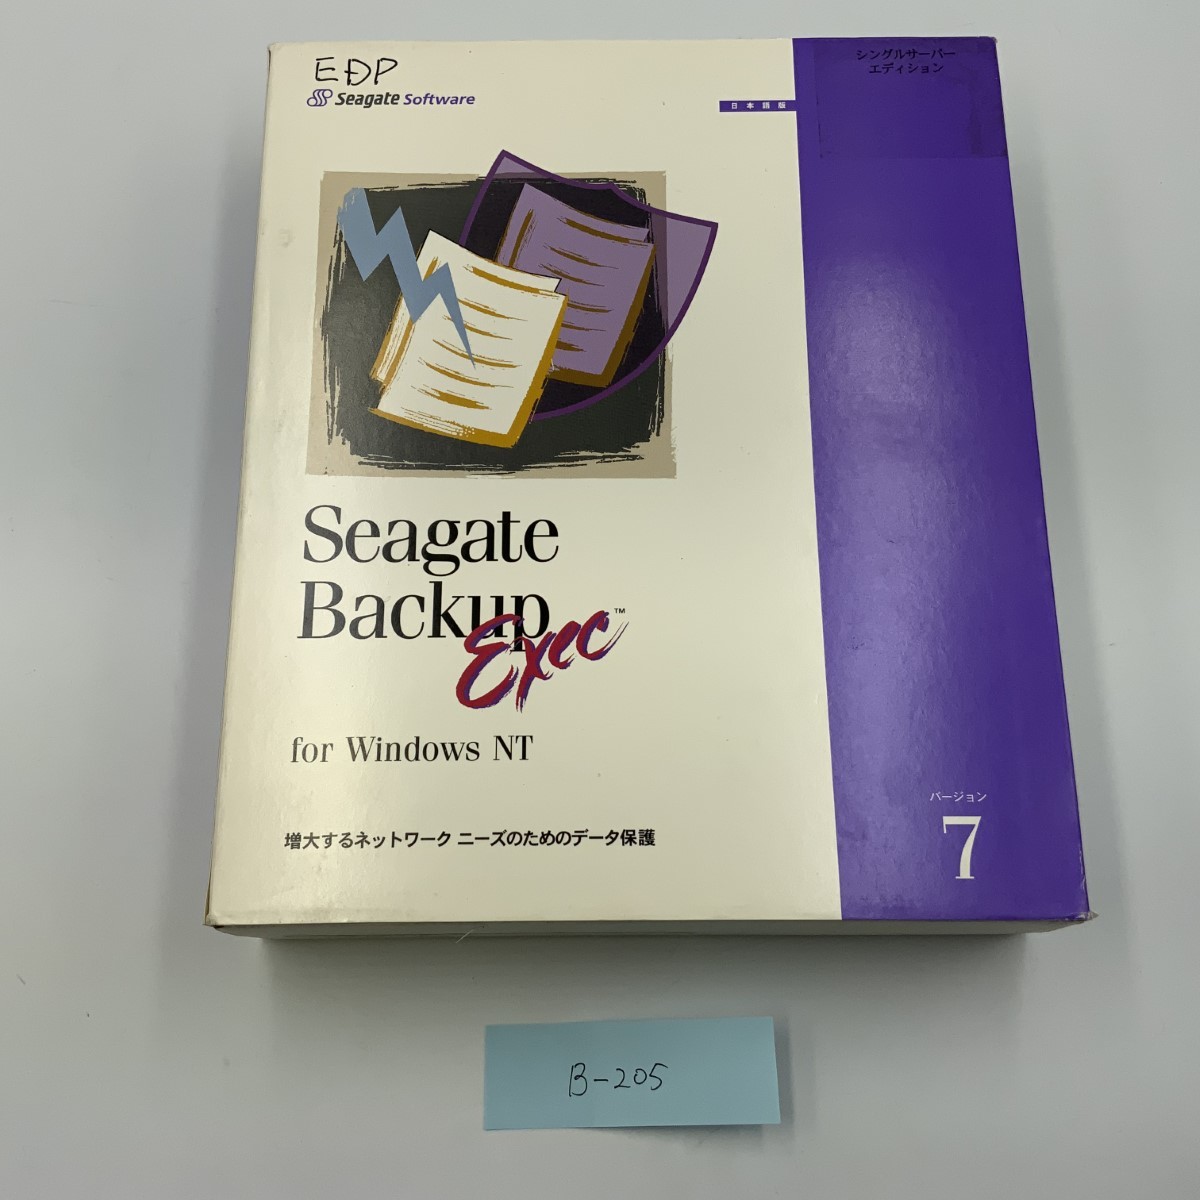 EDP
Seagate Software
シングルサーバー
エディション
日本語版
Seagate
Backup
Exec™
for Windows NT
増大するネットワーク ニーズのためのデータ保護
バージョン
7
B-205